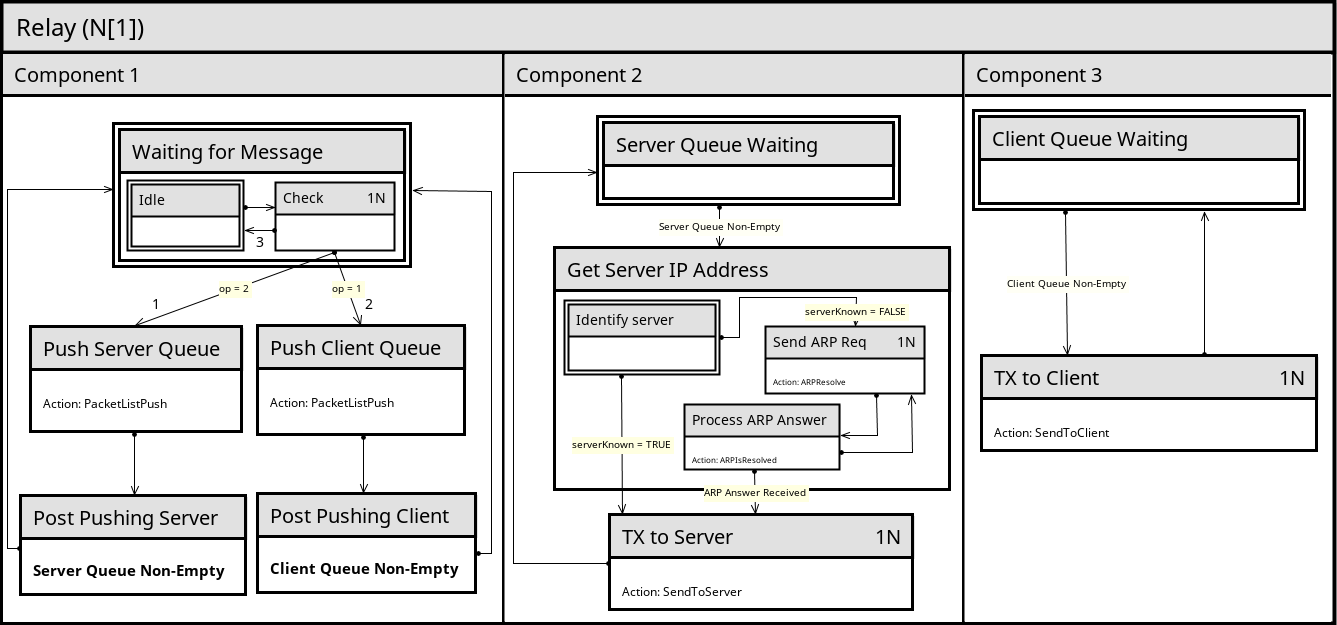 Relay (N[1])
Component 1
Waiting for Message
Idle
Check 1N
3
op = 2
op = 1
1
2
Push Server Queue
Action: PacketListPush
Push Client Queue
Action: PacketListPush
Post Pushing Server
Server Queue Non-Empty
Post Pushing Client
Client Queue Non-Empty
Component 2
Server Queue Waiting
Server Queue Non-Empty
Get Server IP Address
Identify server
serverKnown = FALSE
Send ARP Req 1N
Action: ARPResolve
Process ARP Answer
Action: ARPIsResolved
serverKnown = TRUE
ARP Answer Received
TX to Server 1N
Action: SendToServer
Component 3
Client Queue Waiting
Client Queue Non-Empty
TX to Client 1N
Action: SendToClient